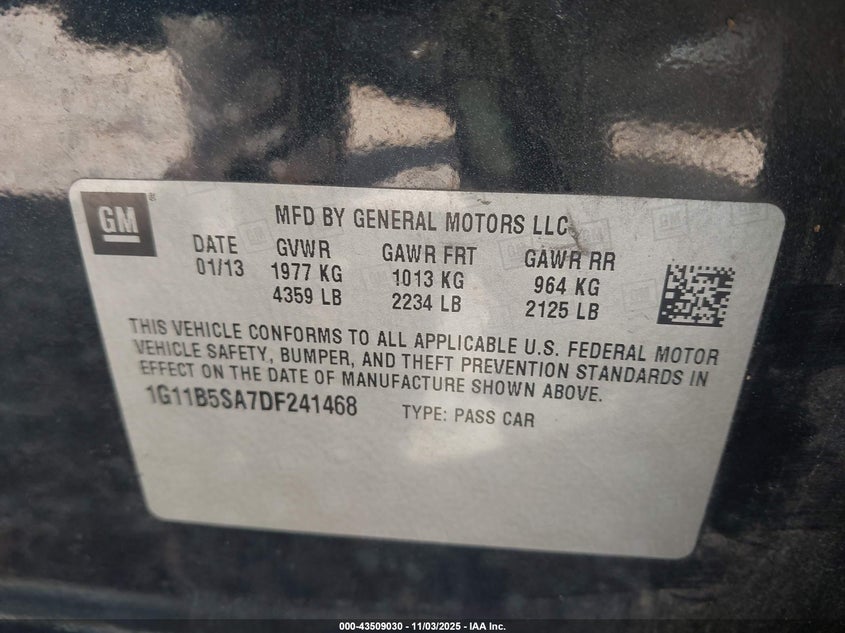 GM®
MFD BY GENERAL MOTORS LLC
DATE GVWR GAWR FRT GAWR RR
01/13 1977 KG 1013 KG 964 KG
4359 LB 2234 LB 2125 LB
THIS VEHICLE CONFORMS TO ALL APPLICABLE U.S. FEDERAL MOTOR
VEHICLE SAFETY, BUMPER, AND THEFT PREVENTION STANDARDS IN
EFFECT ON THE DATE OF MANUFACTURE SHOWN ABOVE.
1G11B5SA7DF241468 TYPE: PASS CAR
000-43509030 - 11/03/2025 - IAA Inc.